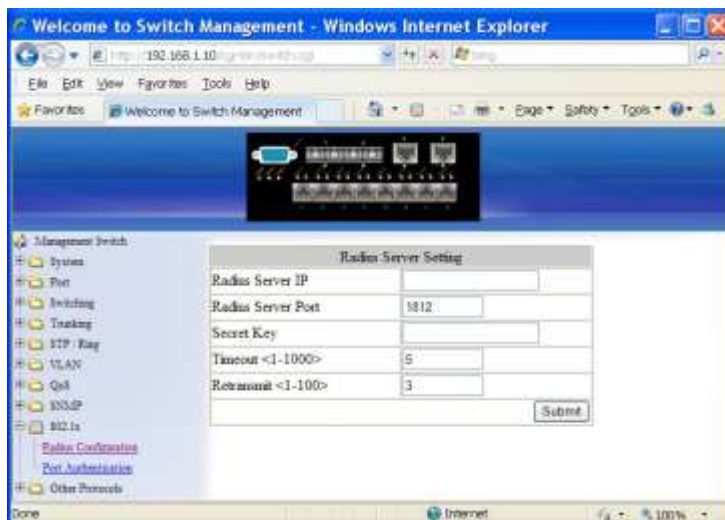 Welcome to Switch Management - Windows Internet Explorer
192.168.1.10
File Edit View Favorites Tools Help
Favorites Welcome to Switch Management Page Safety Tools
Management Switch
System
Port
Switching
Trunking
STP / Ring
VLAN
QoS
SNMP
802.1x
Radius Configuration
Port Authentication
Other Protocols
Radius Server Setting
Radius Server IP
Radius Server Port 1812
Secret Key
Timeout <1-1000> 5
Retransmit <1-100> 3
Submit
Done Internet 100%